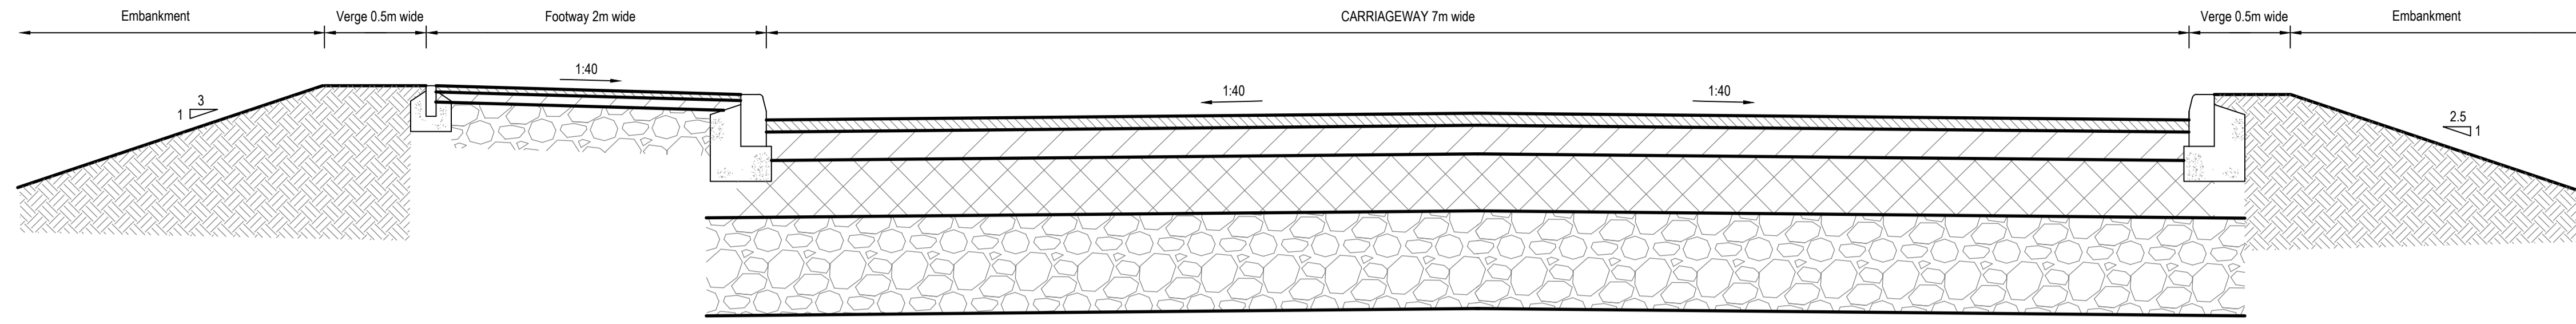 Embankment
Verge 0.5m wide
Footway 2m wide
CARRIAGEWAY 7m wide
Verge 0.5m wide
Embankment
1:40
1:40
1:40
3
1
2.5
1